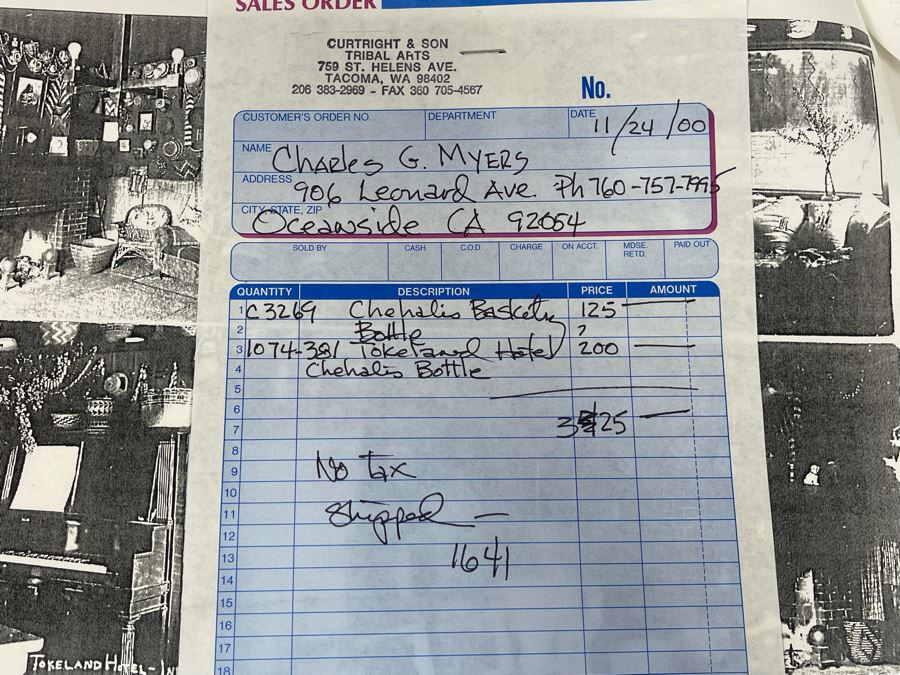 SALES ORDER
CURTRIGHT & SON
TRIBAL ARTS
759 ST. HELENS AVE.
TACOMA, WA 98402
206 383-2969 - FAX 360 705-4567
No.
CUSTOMER'S ORDER NO. DEPARTMENT DATE 11/24/00
NAME Charles G. Myers
ADDRESS 906 Leonard Ave. Ph 760-757-7995
CITY, STATE, ZIP Oceanside CA 92054
SOLD BY CASH C.O.D. CHARGE ON ACCT. MDSE. RETD. PAID OUT
QUANTITY DESCRIPTION PRICE AMOUNT
1 C3269 Chehalis Basketry 125 —
2 Bottle ?
3 1074-381 Tokeland Hotel 200 —
4 Chehalis Bottle
5
6
7 325 —
8
9 No Tax
10
11 Shipped —
12
13 1641
14
15
16
17
18
TOKELAND HOTEL - IN